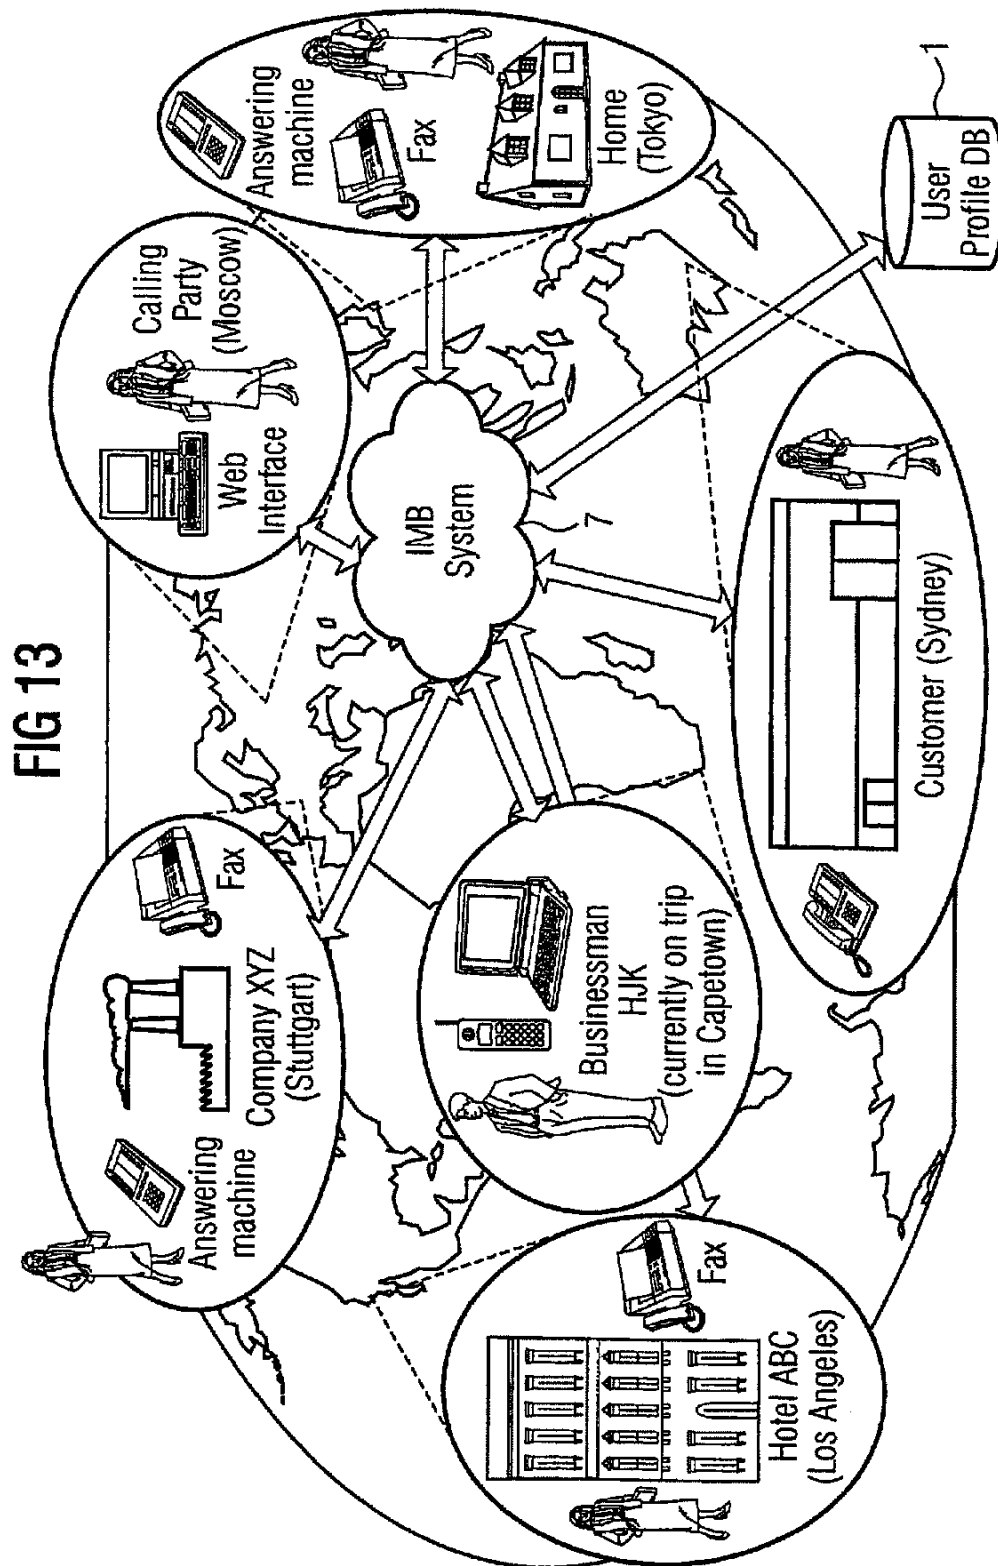 FIG 13
Answering
machine
Company XYZ
(Stuttgart)
Fax
Web
Interface
Calling
Party
(Moscow)
Answering
machine
Fax
Home
(Tokyo)
IMB
System
7
Hotel ABC
(Los Angeles)
Fax
Businessman
HJK
(currently on trip
in Capetown)
Customer (Sydney)
User
Profile DB
1